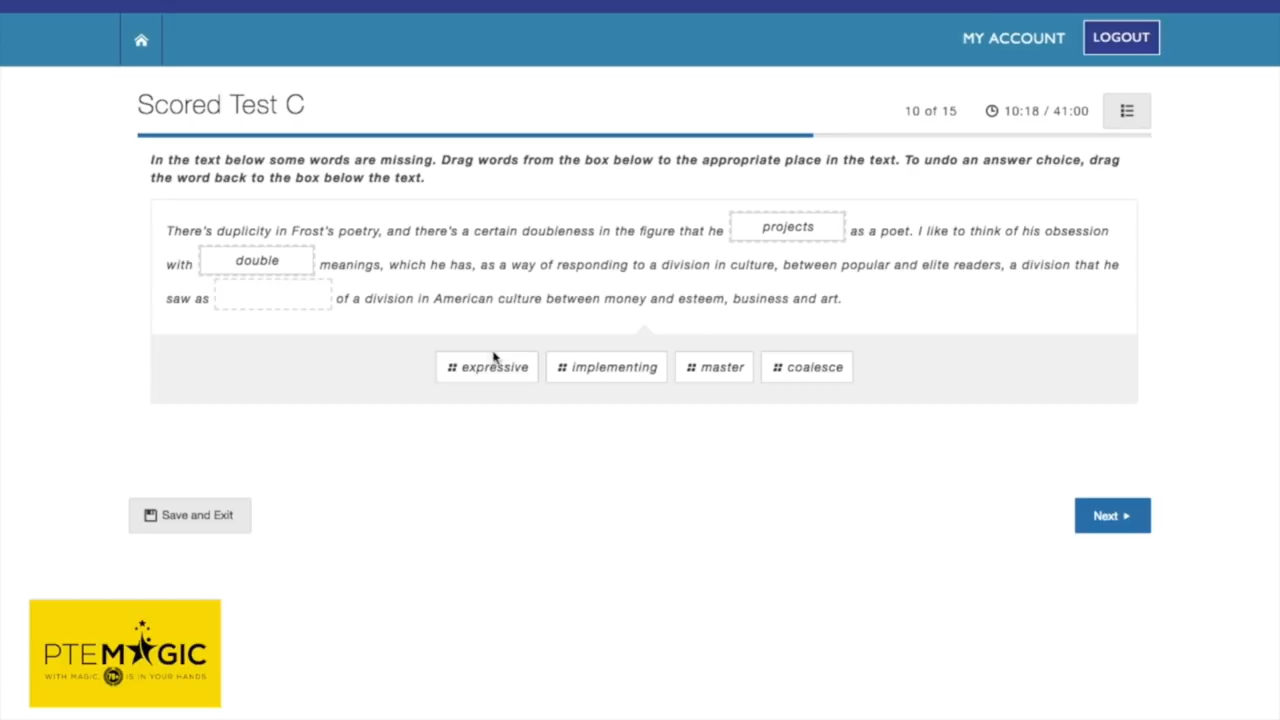 MY ACCOUNT
LOGOUT
Scored Test C
10 of 15
10:18 / 41:00
In the text below some words are missing. Drag words from the box below to the appropriate place in the text. To undo an answer choice, drag
the word back to the box below the text.
There's duplicity in Frost's poetry, and there's a certain doubleness in the figure that he projects as a poet. I like to think of his obsession
with double meanings, which he has, as a way of responding to a division in culture, between popular and elite readers, a division that he
saw as of a division in American culture between money and esteem, business and art.
expressive implementing master coalesce
Save and Exit
Next
PTEMAGIC
WITH MAGIC, 79+ IS IN YOUR HANDS